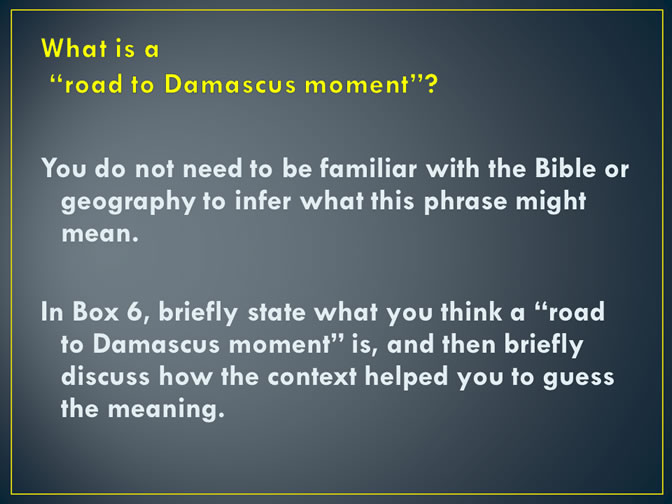 What is a
“road to Damascus moment”?
You do not need to be familiar with the Bible or
geography to infer what this phrase might
mean.
In Box 6, briefly state what you think a “road
to Damascus moment” is, and then briefly
discuss how the context helped you to guess
the meaning.